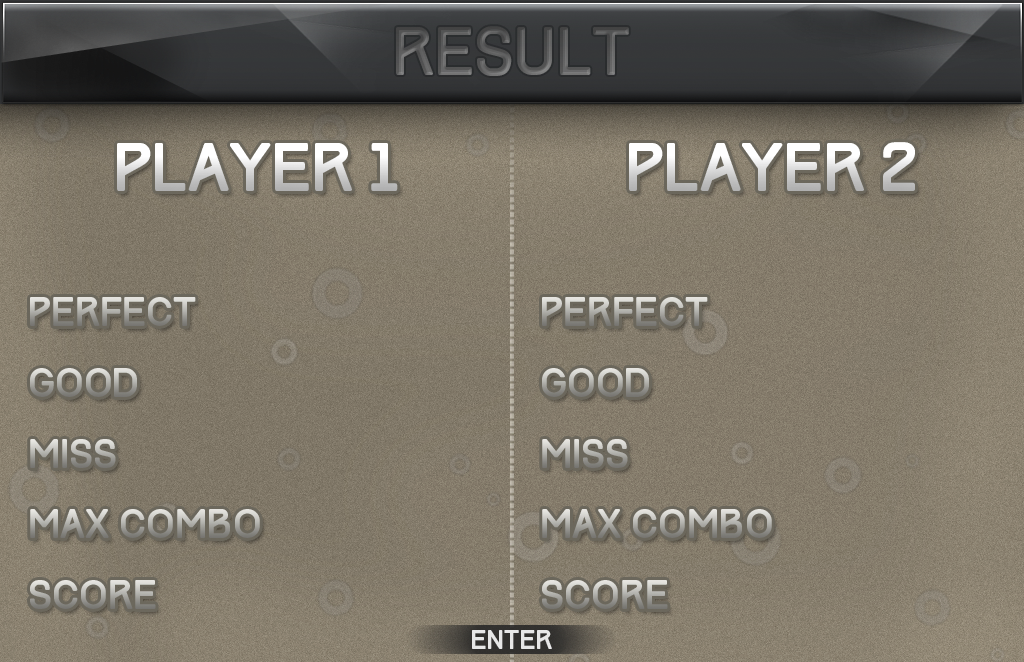 RESULT
PLAYER 1
PERFECT
GOOD
MISS
MAX COMBO
SCORE
PLAYER 2
PERFECT
GOOD
MISS
MAX COMBO
SCORE
ENTER